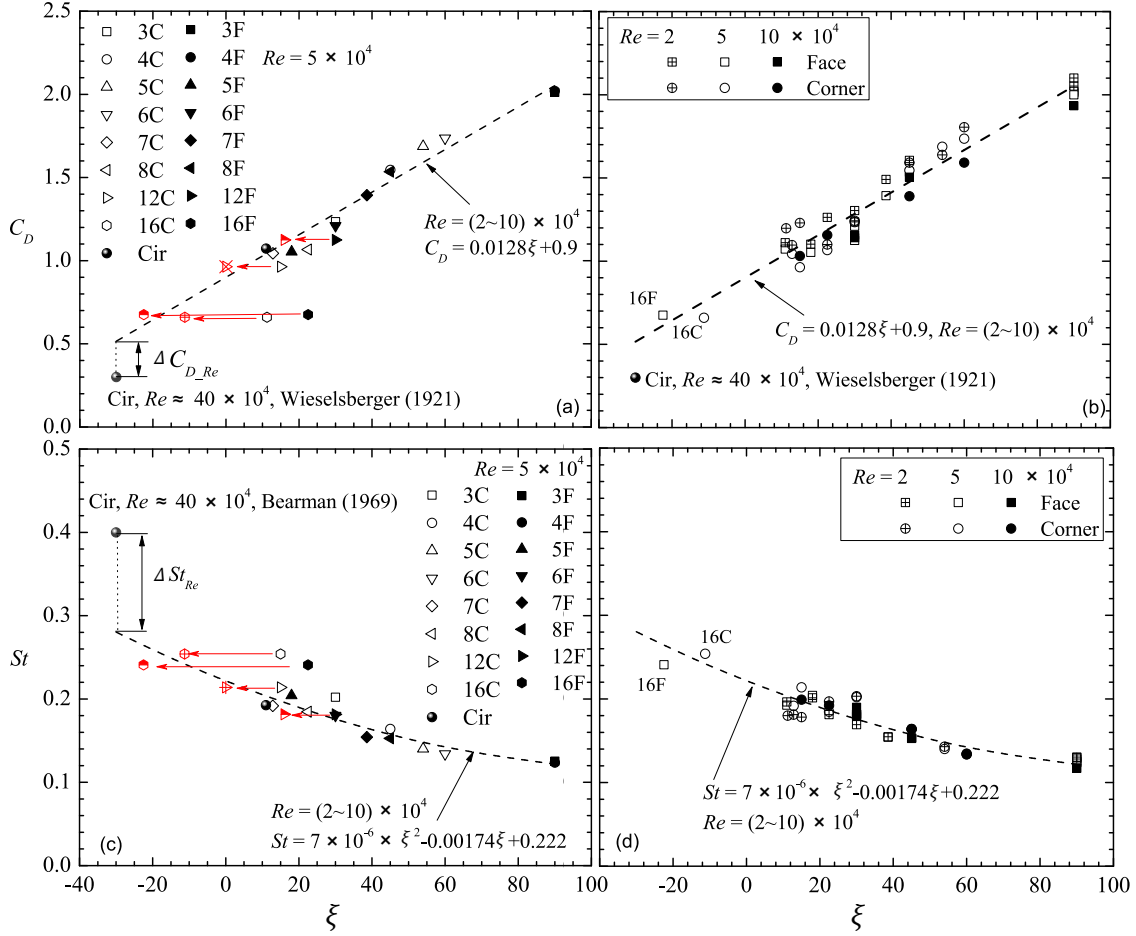 2.5
2.0
1.5
1.0
0.5
0.0
C_D
3C 3F
4C 4F
5C 5F
6C 6F
7C 7F
8C 8F
12C 12F
16C 16F
Cir
Re = 5 × 10^4
Re = (2~10) × 10^4
C_D = 0.0128ξ+0.9
Δ C_{D_Re}
Cir, Re ≈ 40 × 10^4, Wieselsberger (1921)
(a)
Re = 2 5 10 × 10^4
Face
Corner
16F
16C
C_D = 0.0128ξ+0.9, Re = (2~10) × 10^4
Cir, Re ≈ 40 × 10^4, Wieselsberger (1921)
(b)
0.5
0.4
0.3
0.2
0.1
0.0
St
Re = 5 × 10^4
Cir, Re ≈ 40 × 10^4, Bearman (1969)
3C 3F
4C 4F
5C 5F
6C 6F
7C 7F
8C 8F
12C 12F
16C 16F
Cir
Δ St_{Re}
Re = (2~10) × 10^4
St = 7 × 10^-6 × ξ^2-0.00174ξ+0.222
(c)
-40 -20 0 20 40 60 80 100
ξ
Re = 2 5 10 × 10^4
Face
Corner
16C
16F
St = 7 × 10^-6 × ξ^2-0.00174ξ+0.222
Re = (2~10) × 10^4
(d)
-20 0 20 40 60 80 100
ξ